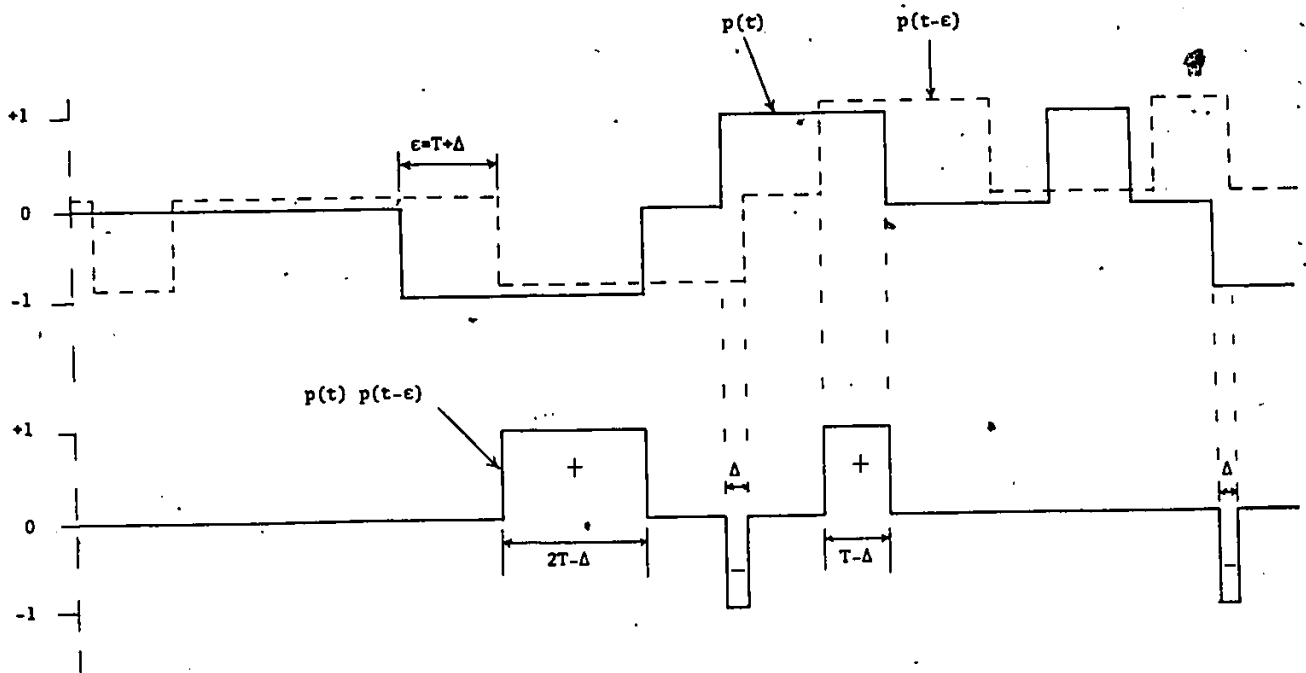 p(t) p(t-ε)
+1
ε=T+Δ
0
-1
p(t) p(t-ε)
+1
+
Δ
+
Δ
0
2T-Δ
-
T-Δ
-
-1